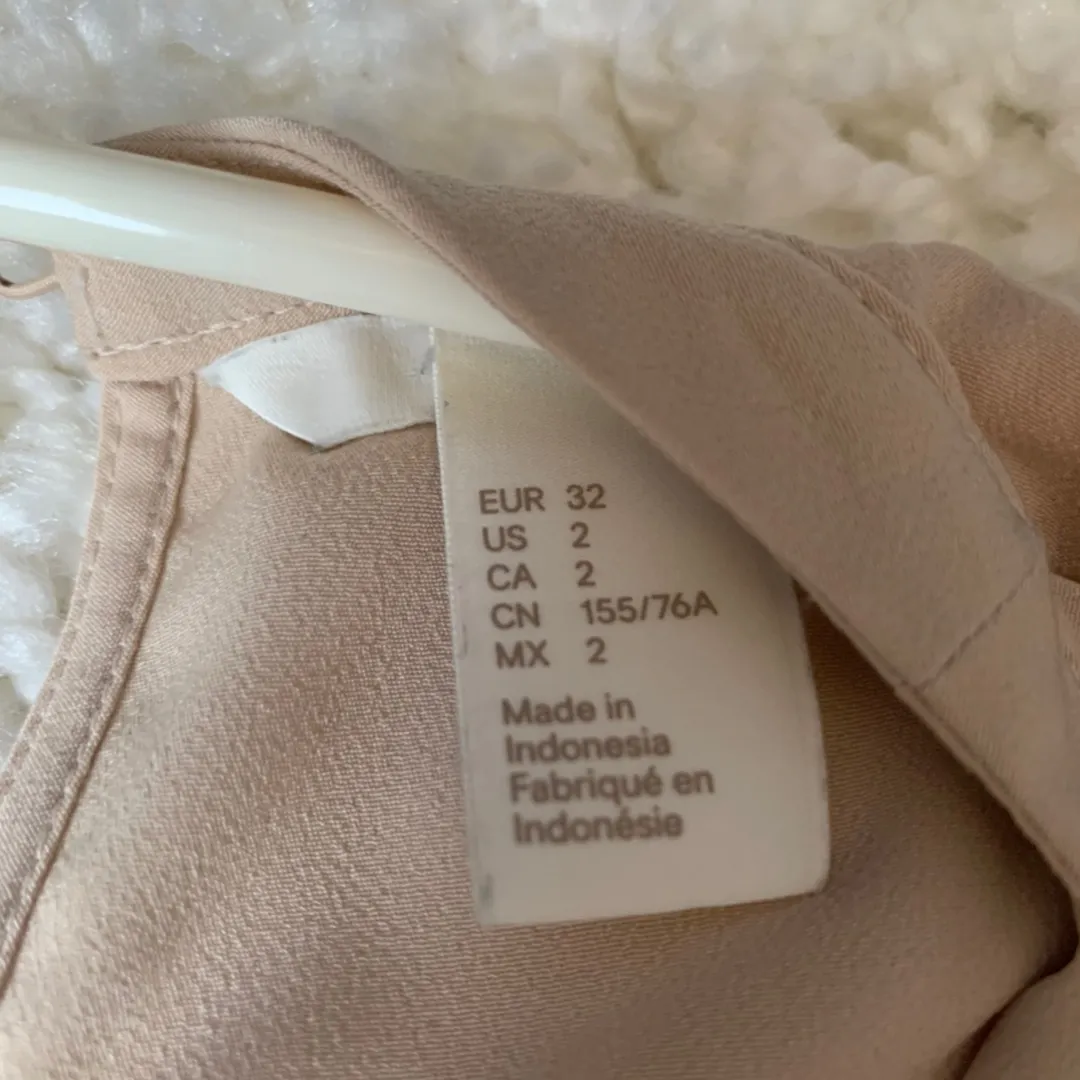 EUR 32
US 2
CA 2
CN 155/76A
MX 2
Made in
Indonesia
Fabriqué en
Indonésie